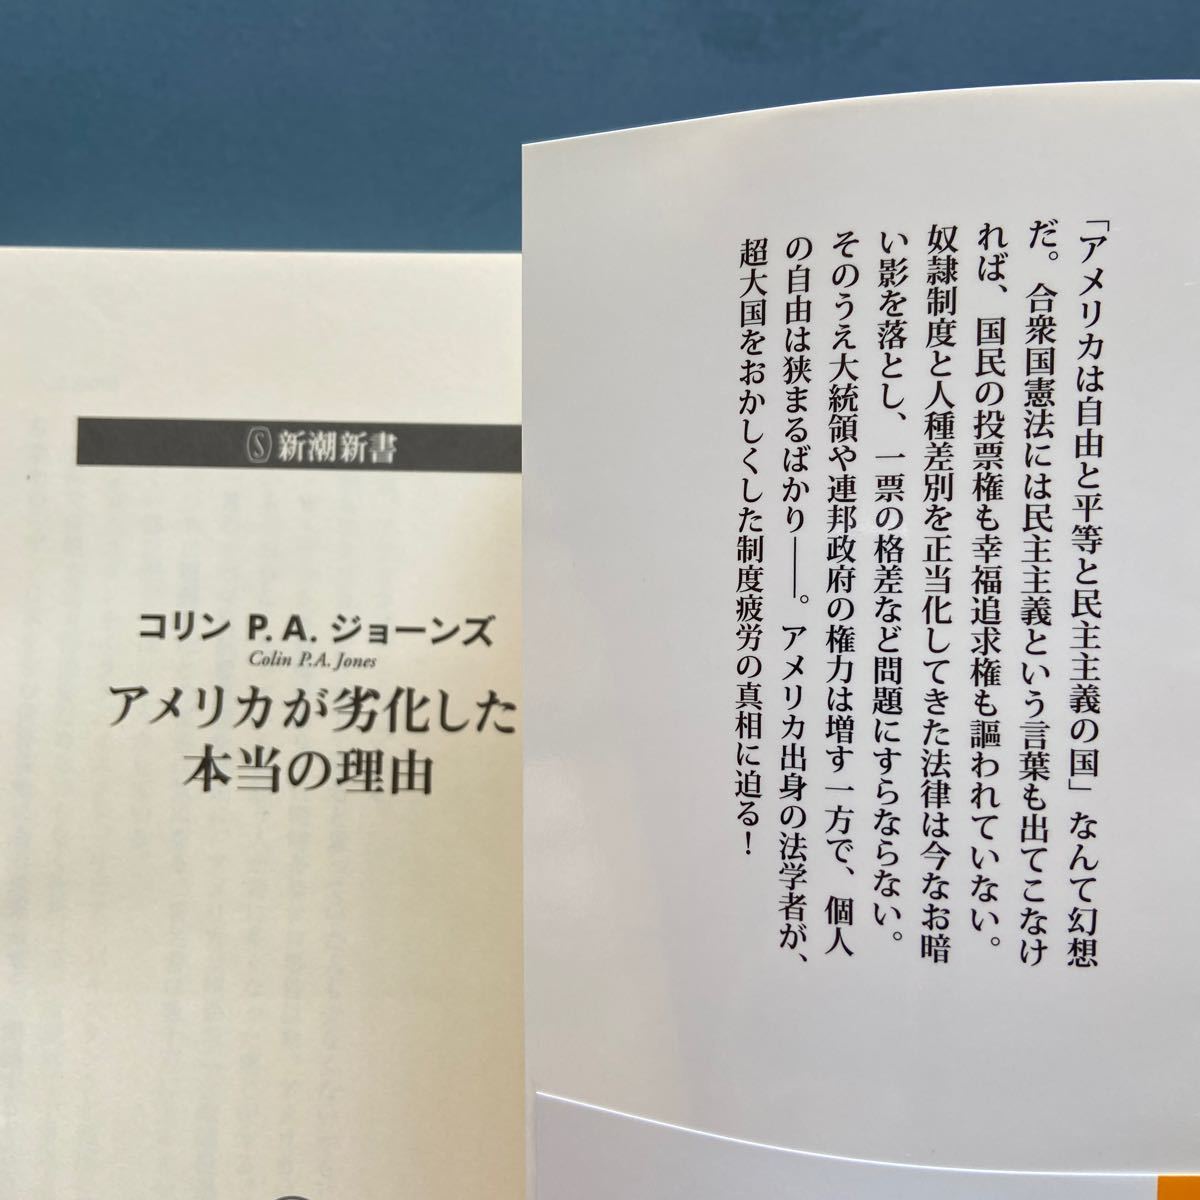 Ⓢ新潮新書
コリン P. A. ジョーンズ
Colin P.A. Jones
アメリカが劣化した
本当の理由
「アメリカは自由と平等と民主主義の国」なんて幻想
だ。合衆国憲法には民主主義という言葉も出てこなけ
れば、国民の投票権も幸福追求権も謳われていない。
奴隷制度と人種差別を正当化してきた法律は今なお暗
い影を落とし、一票の格差など問題にすらならない。
そのうえ大統領や連邦政府の権力は増す一方で、個人
の自由は狭まるばかり――。アメリカ出身の法学者が、
超大国をおかしくした制度疲労の真相に迫る！